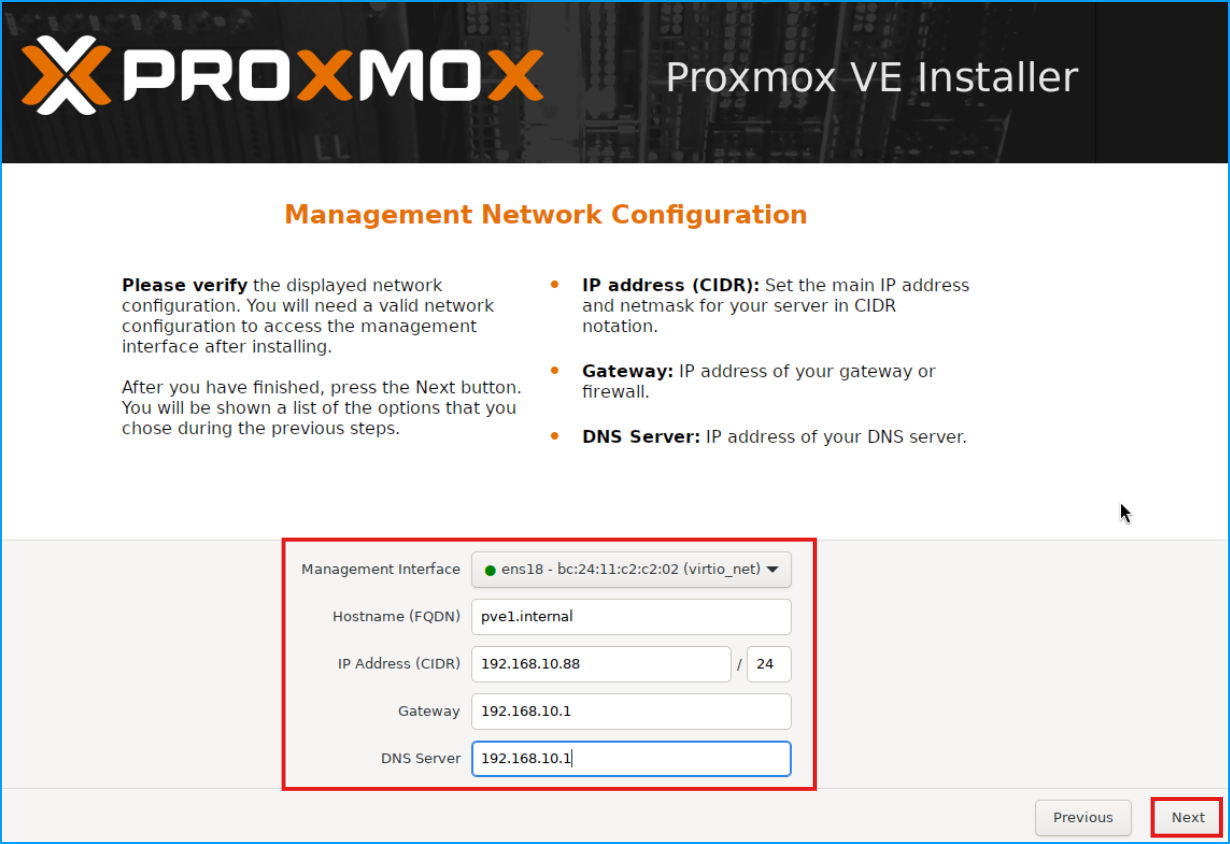 PROXMOX
Proxmox VE Installer
Management Network Configuration
Please verify the displayed network
configuration. You will need a valid network
configuration to access the management
interface after installing.
After you have finished, press the Next button.
You will be shown a list of the options that you
chose during the previous steps.
IP address (CIDR): Set the main IP address
and netmask for your server in CIDR
notation.
Gateway: IP address of your gateway or
firewall.
DNS Server: IP address of your DNS server.
Management Interface ens18 - bc:24:11:c2:c2:02 (virtio_net)
Hostname (FQDN) pve1.internal
IP Address (CIDR) 192.168.10.88 / 24
Gateway 192.168.10.1
DNS Server 192.168.10.1
Previous Next